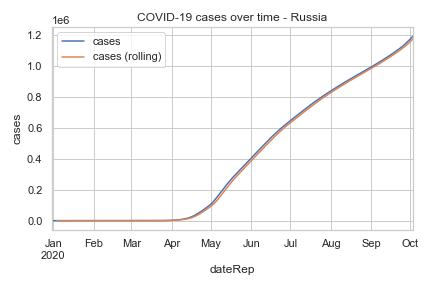 COVID-19 cases over time - Russia
1e6
cases
cases (rolling)
1.2
1.0
0.8
0.6
0.4
0.2
0.0
cases
Jan Feb Mar Apr May Jun Jul Aug Sep Oct
2020
dateRep